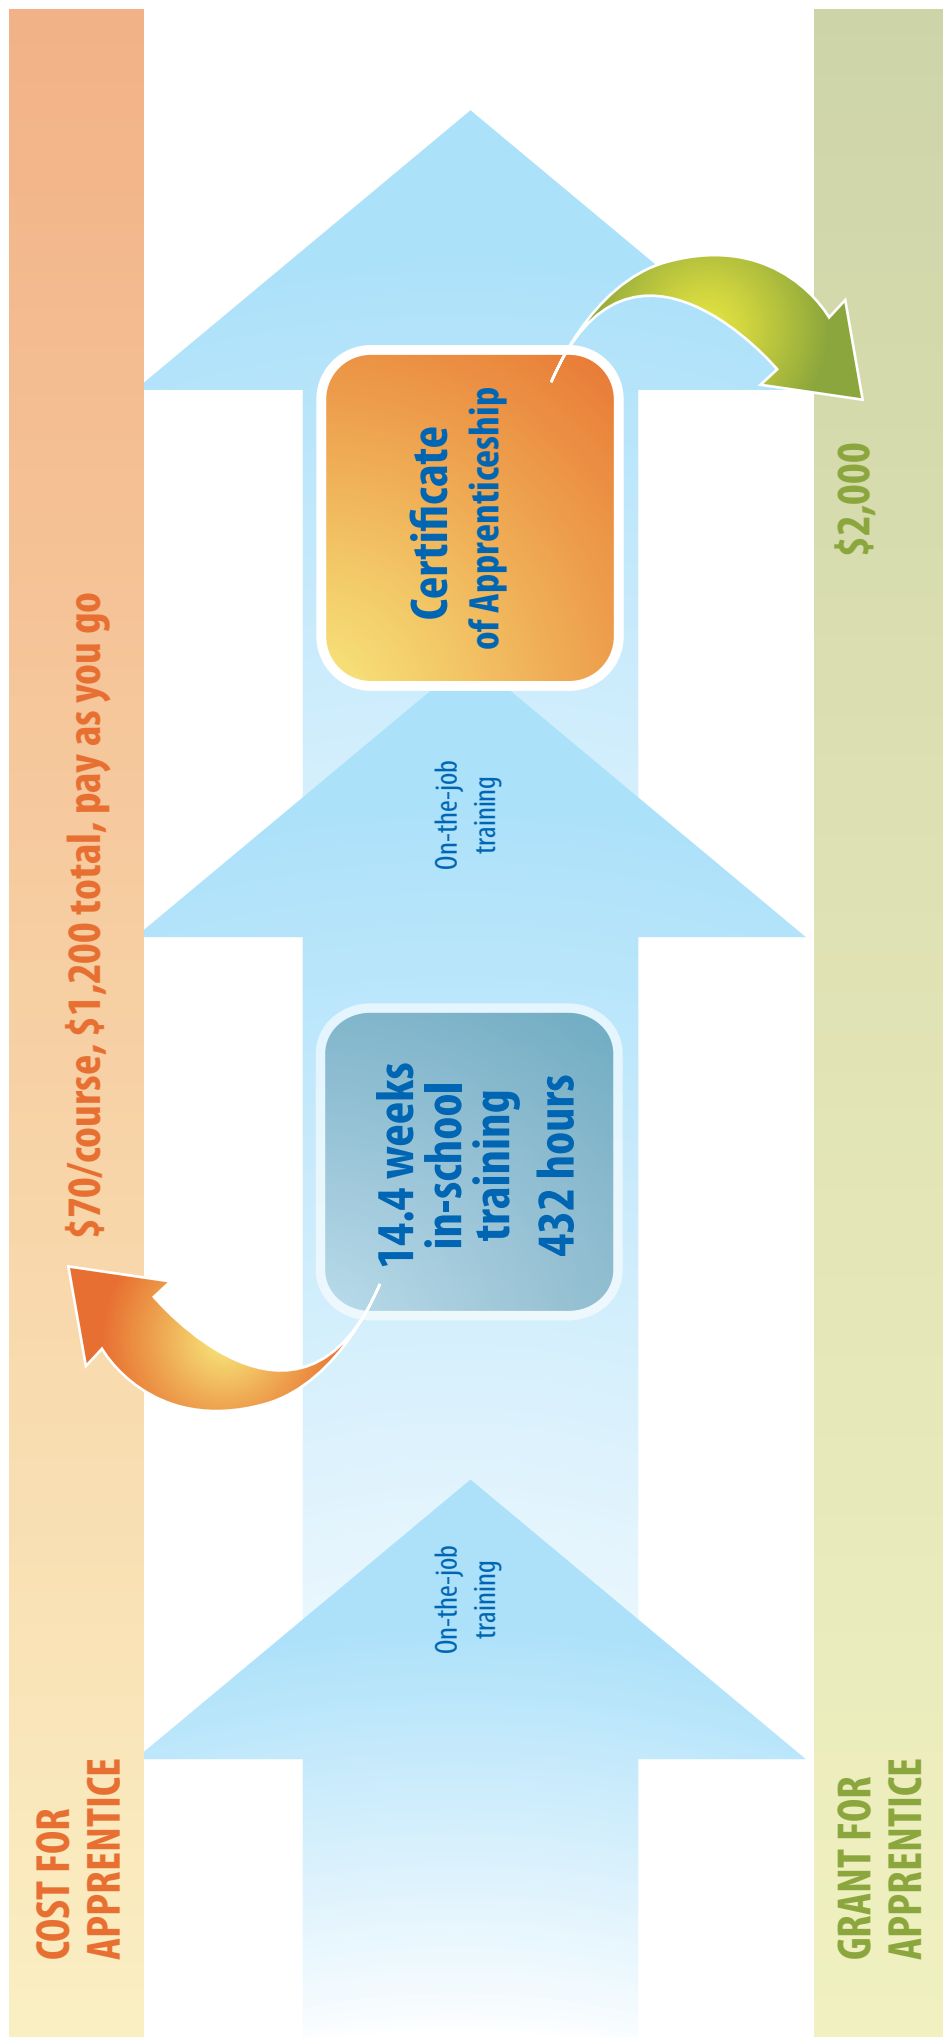 COST FOR
APPRENTICE
$70/course, $1,200 total, pay as you go
On-the-job
training
14.4 weeks
in-school
training
432 hours
On-the-job
training
Certificate
of Apprenticeship
GRANT FOR
APPRENTICE
$2,000